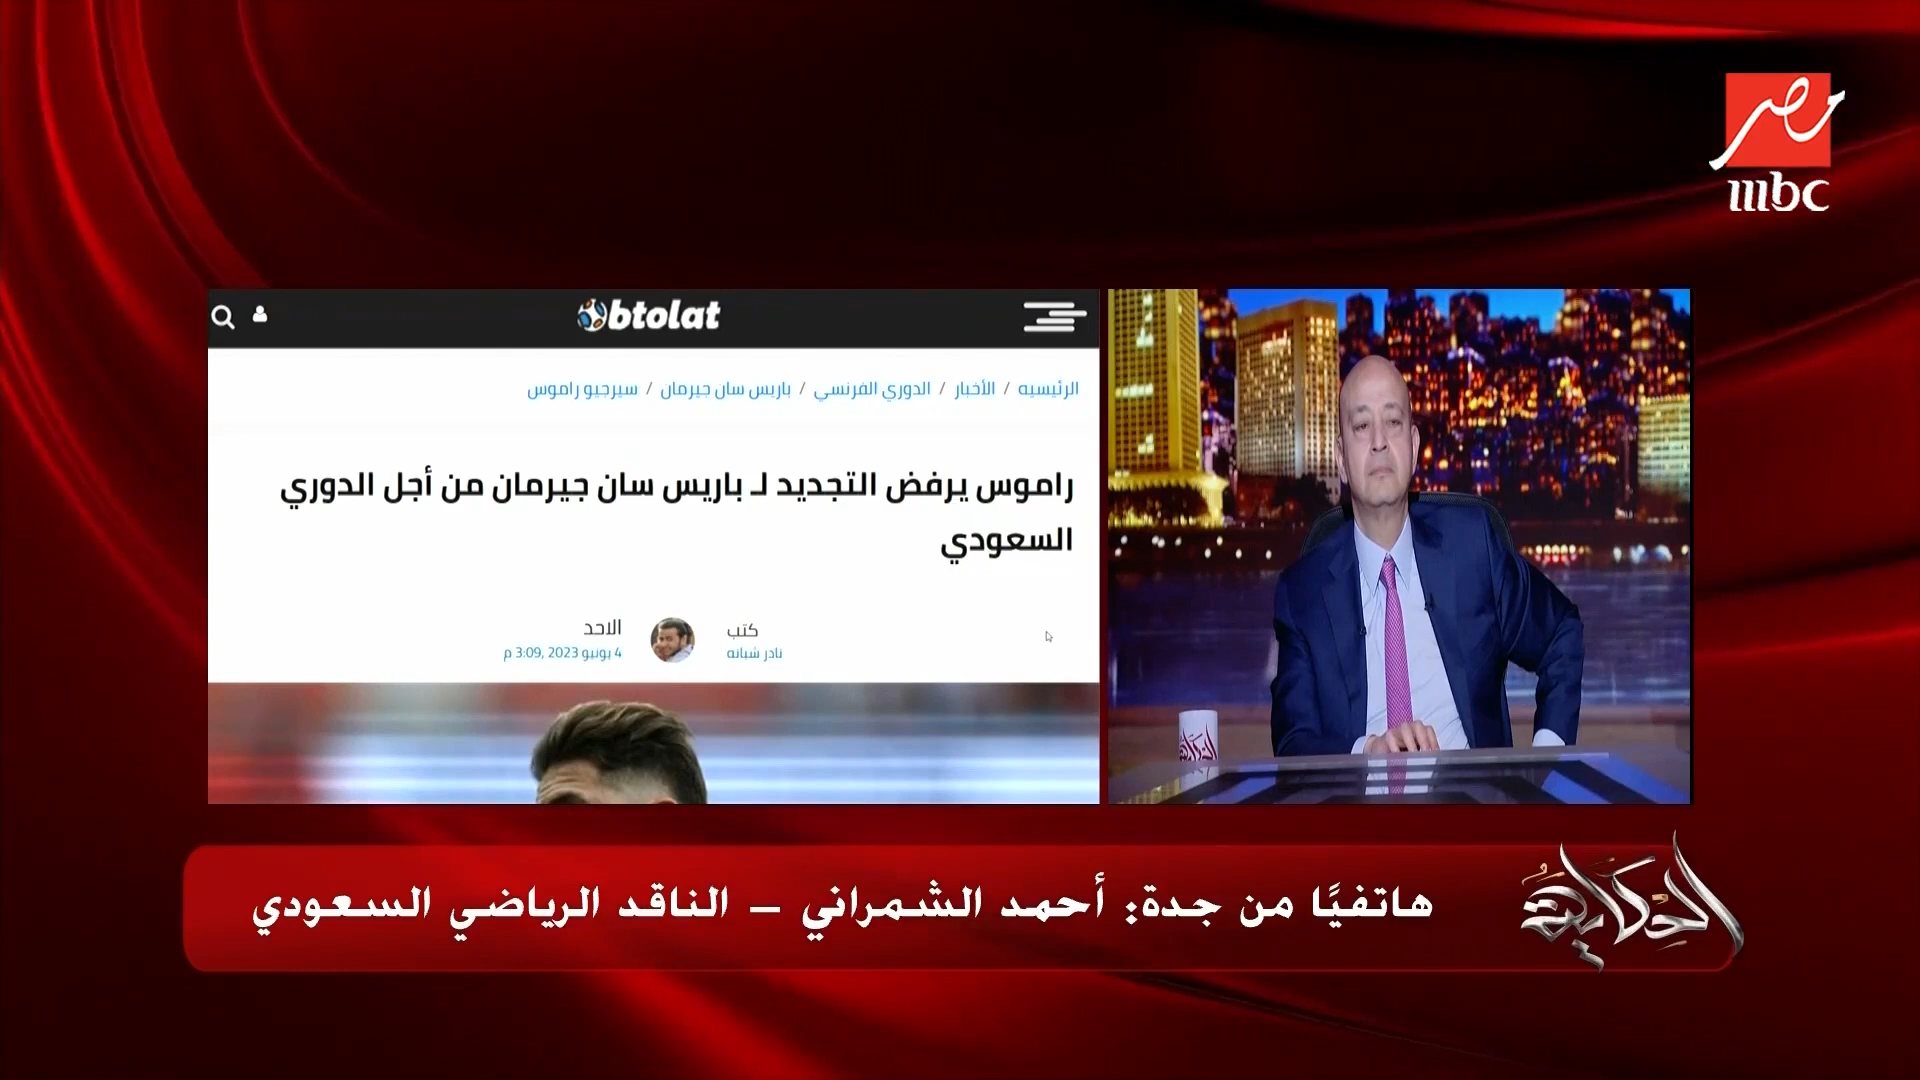 مصر
mbc
btolat
الرئيسيه / الأخبار / الدوري الفرنسي / باريس سان جيرمان / سيرجيو راموس
راموس يرفض التجديد لـ باريس سان جيرمان من أجل الدوري
السعودي
كتب
نادر شبانه
الاحد
4 يونيو 2023 ,3:09 م
الحكاية
هاتفيًا من جدة: أحمد الشمراني – الناقد الرياضي السعودي
الحكاية